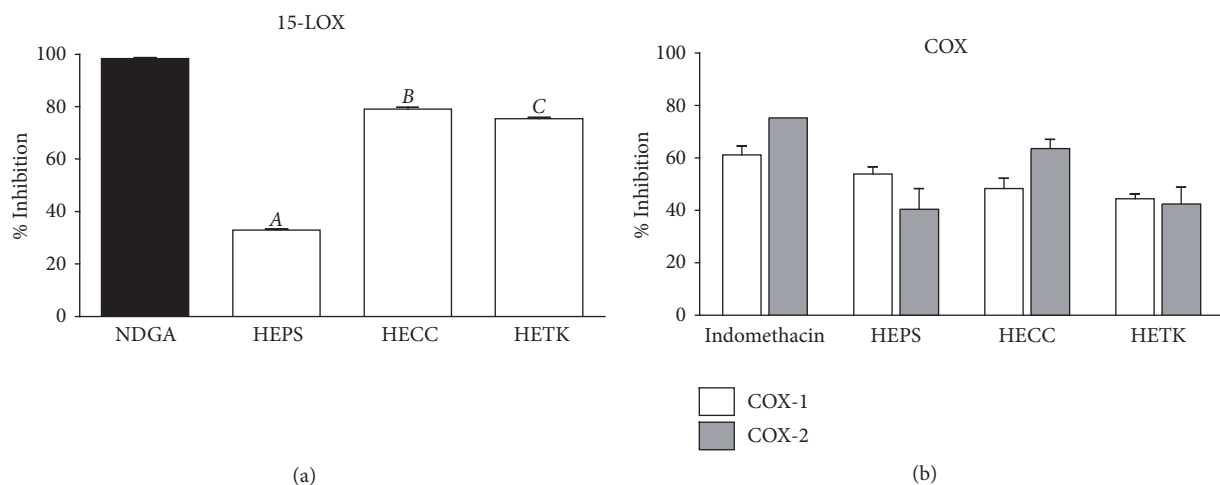 15-LOX
% Inhibition
100
80
60
40
20
0
A
B
C
NDGA HEPS HECC HETK
(a)
COX
% Inhibition
100
80
60
40
20
0
Indomethacin HEPS HECC HETK
COX-1
COX-2
(b)